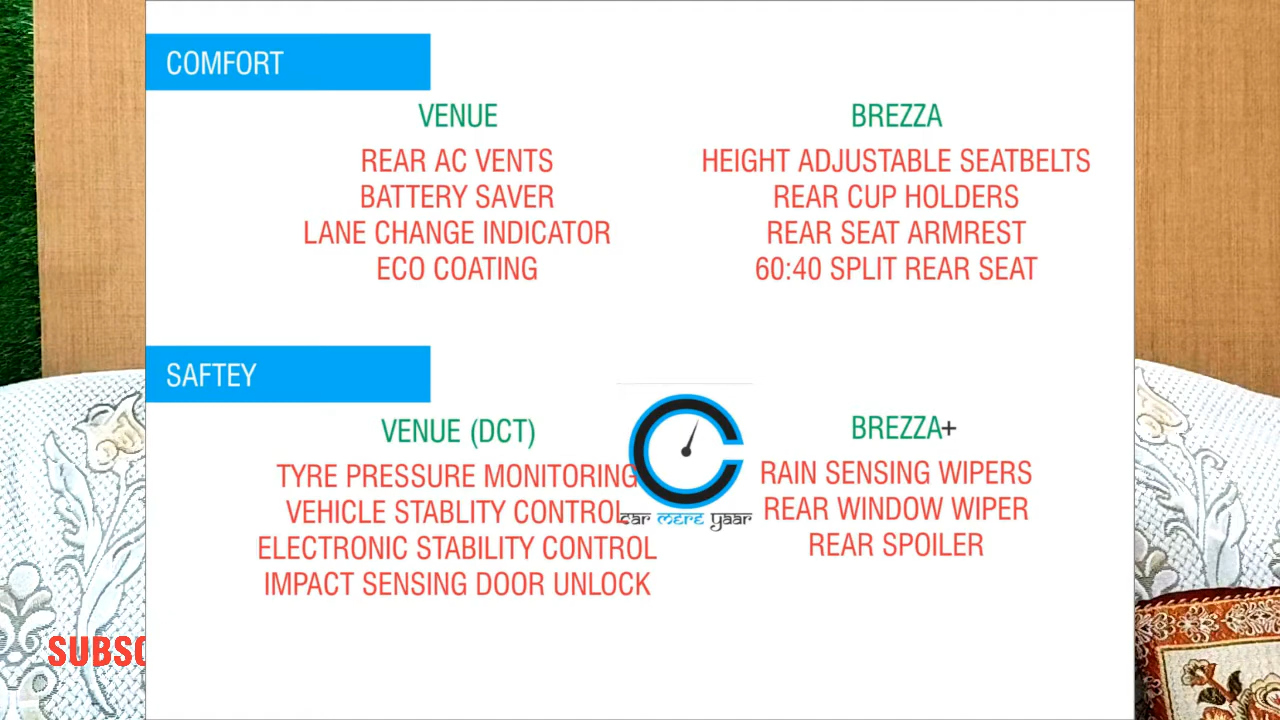 COMFORT
VENUE
REAR AC VENTS
BATTERY SAVER
LANE CHANGE INDICATOR
ECO COATING
BREZZA
HEIGHT ADJUSTABLE SEATBELTS
REAR CUP HOLDERS
REAR SEAT ARMREST
60:40 SPLIT REAR SEAT
SAFTEY
VENUE (DCT)
TYRE PRESSURE MONITORING
VEHICLE STABLITY CONTROL
ELECTRONIC STABILITY CONTROL
IMPACT SENSING DOOR UNLOCK
car mere yaar
BREZZA+
RAIN SENSING WIPERS
REAR WINDOW WIPER
REAR SPOILER
SUBSC